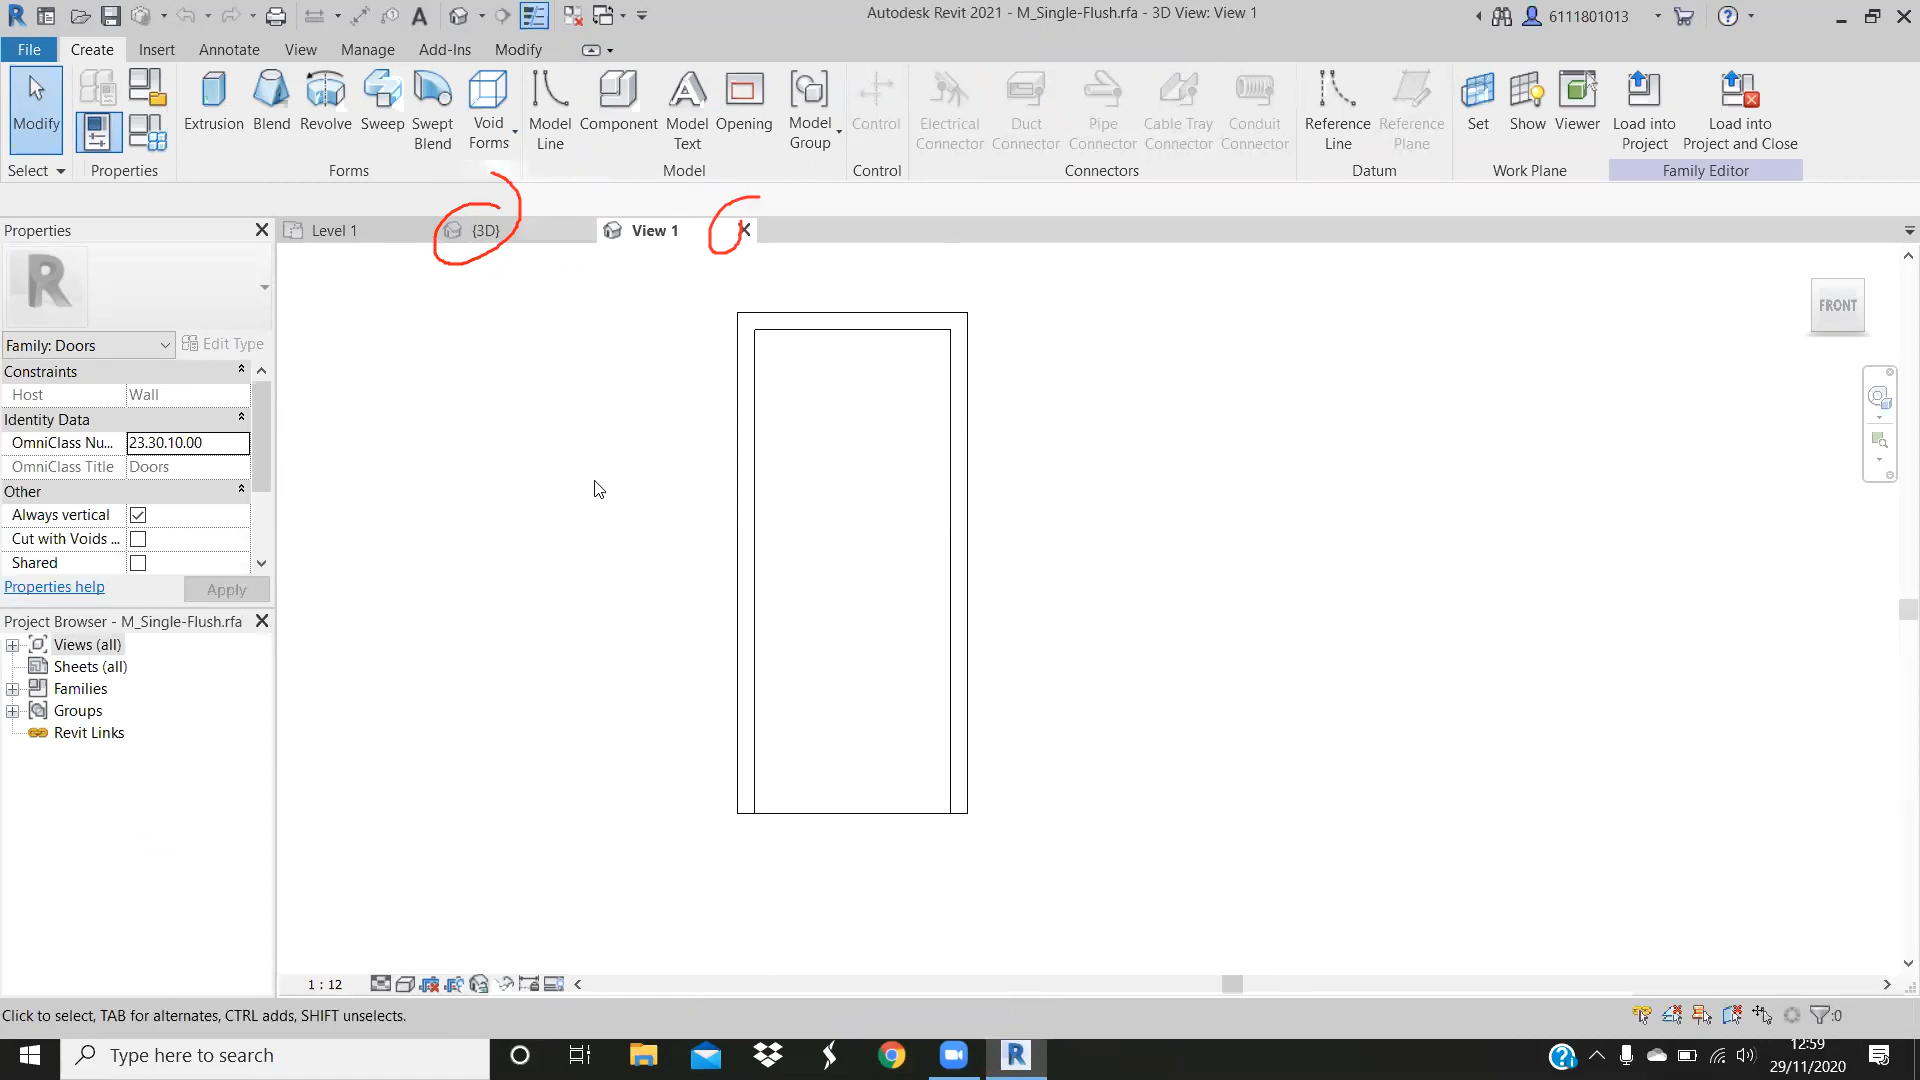 Autodesk Revit 2021 - M_Single-Flush.rfa - 3D View: View 1
6111801013
File Create Insert Annotate View Manage Add-Ins Modify
Modify
Extrusion
Blend
Revolve
Sweep
Swept Blend
Void Forms
Model Line
Component
Model Text
Opening
Model Group
Control
Electrical Connector
Duct Connector
Pipe Connector
Cable Tray Connector
Conduit Connector
Reference Line
Reference Plane
Set
Show
Viewer
Load into Project
Load into Project and Close
Select Properties Forms Model Control Connectors Datum Work Plane Family Editor
Properties
Level 1 {3D} View 1
FRONT
Family: Doors Edit Type
Constraints
Host Wall
Identity Data
OmniClass Nu... 23.30.10.00
OmniClass Title Doors
Other
Always vertical
Cut with Voids ...
Shared
Properties help Apply
Project Browser - M_Single-Flush.rfa
Views (all)
Sheets (all)
Families
Groups
Revit Links
1 : 12
Click to select, TAB for alternates, CTRL adds, SHIFT unselects.
:0
Type here to search
12:59
29/11/2020